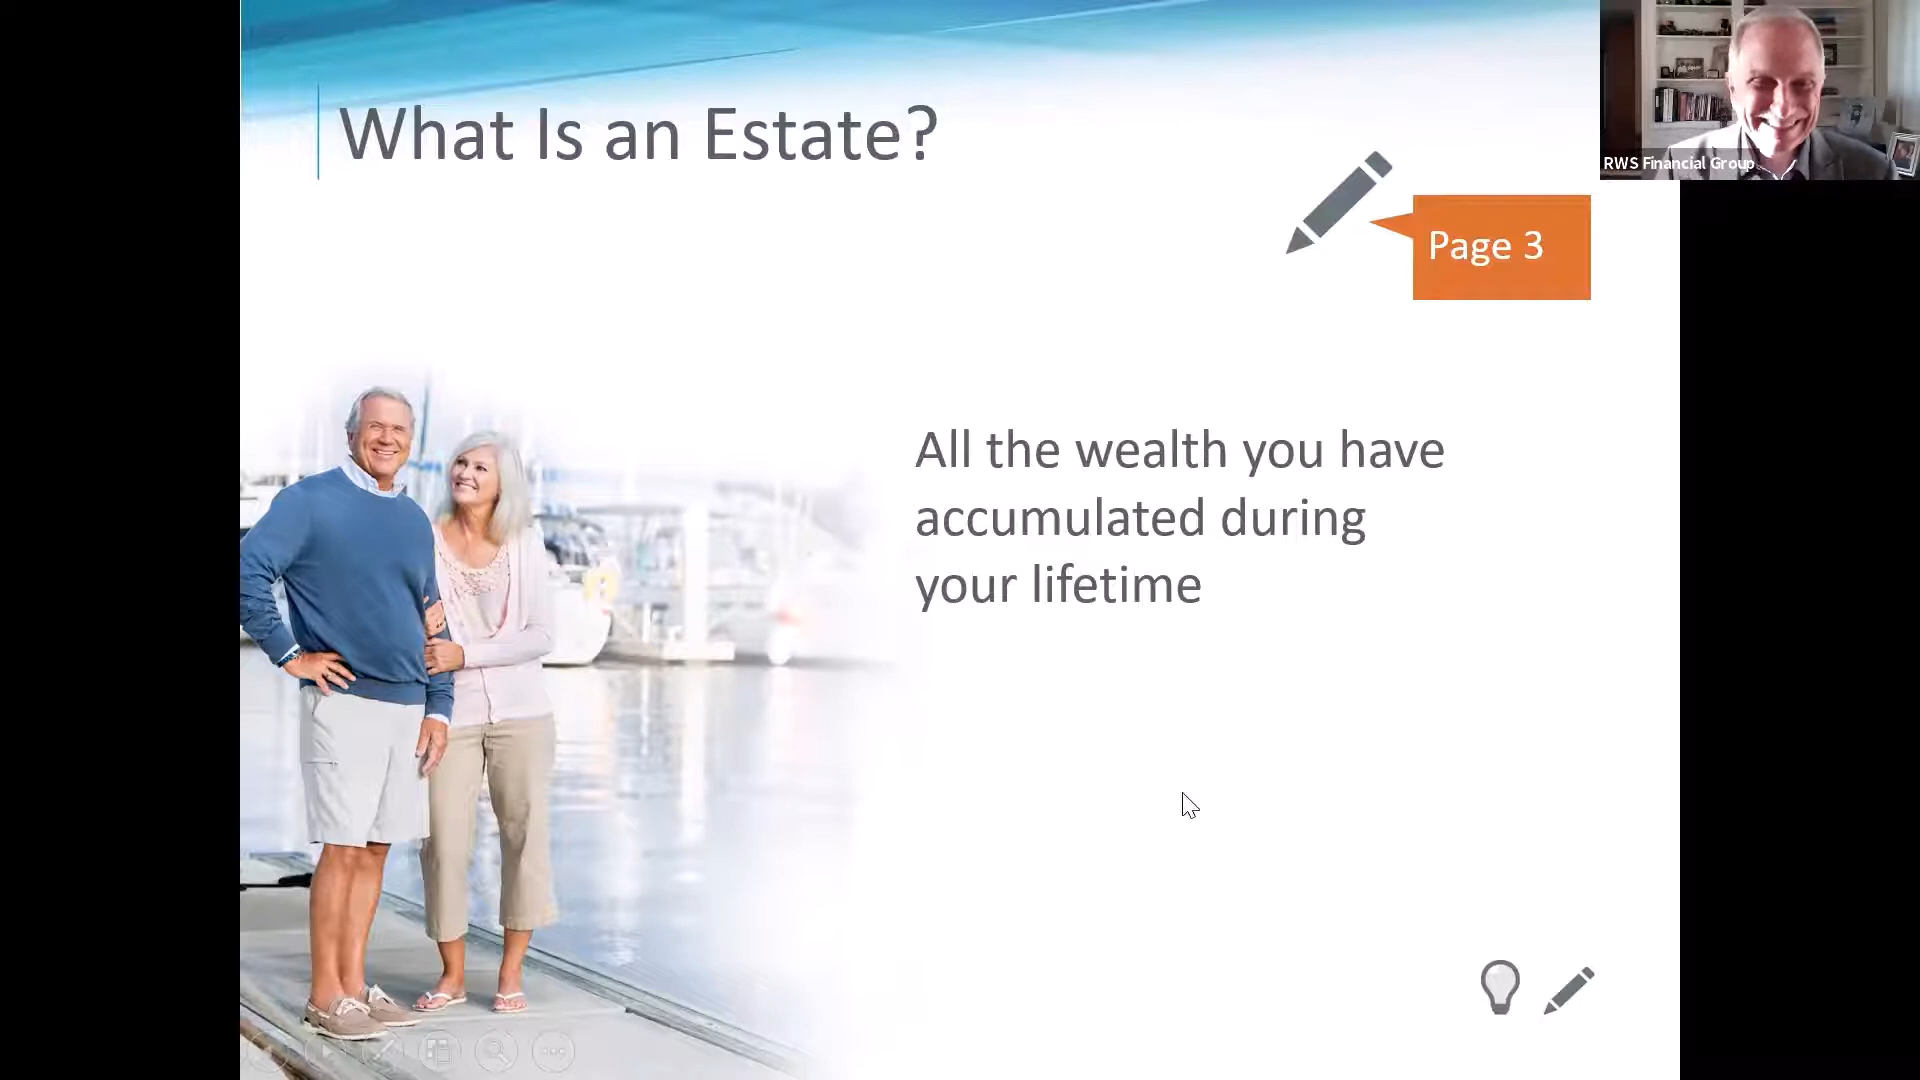 What Is an Estate?
RWS Financial Group
Page 3
All the wealth you have
accumulated during
your lifetime